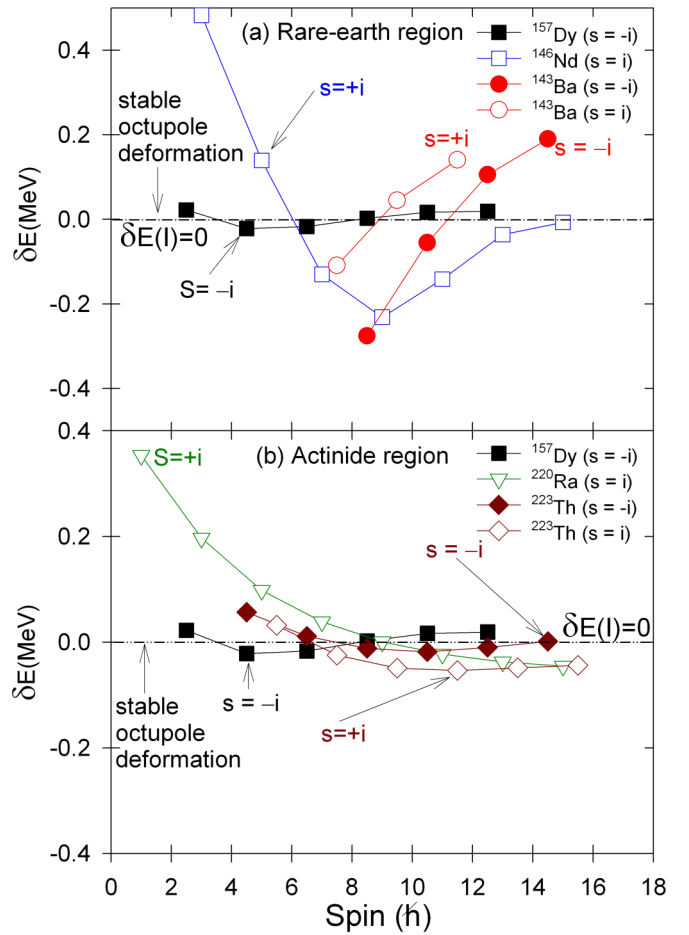 0.4
0.2
0.0
-0.2
-0.4
δE(MeV)
(a) Rare-earth region
¹⁵⁷Dy (s = -i)
¹⁴⁶Nd (s = i)
¹⁴³Ba (s = -i)
¹⁴³Ba (s = i)
s=+i
stable
octupole
deformation
s=+i
s = –i
δE(I)=0
S= –i
0.4
0.2
0.0
-0.2
-0.4
δE(MeV)
S=+i
(b) Actinide region
¹⁵⁷Dy (s = -i)
²²⁰Ra (s = i)
²²³Th (s = -i)
²²³Th (s = i)
s = –i
δE(I)=0
s = –i
stable
octupole
deformation
s=+i
0 2 4 6 8 10 12 14 16 18
Spin (ℏ)